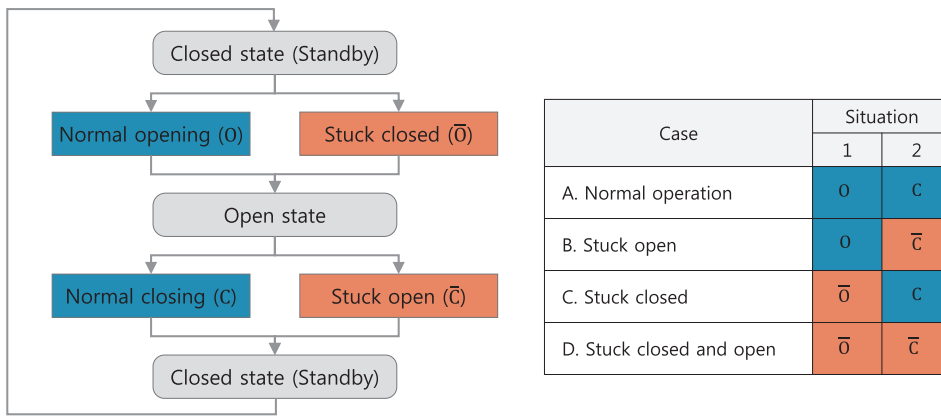 Closed state (Standby)
Normal opening (O)
Stuck closed (O̅)
Open state
Normal closing (C)
Stuck open (C̅)
Closed state (Standby)
Case
Situation
1
2
A. Normal operation
O
C
B. Stuck open
O
C̅
C. Stuck closed
O̅
C
D. Stuck closed and open
O̅
C̅